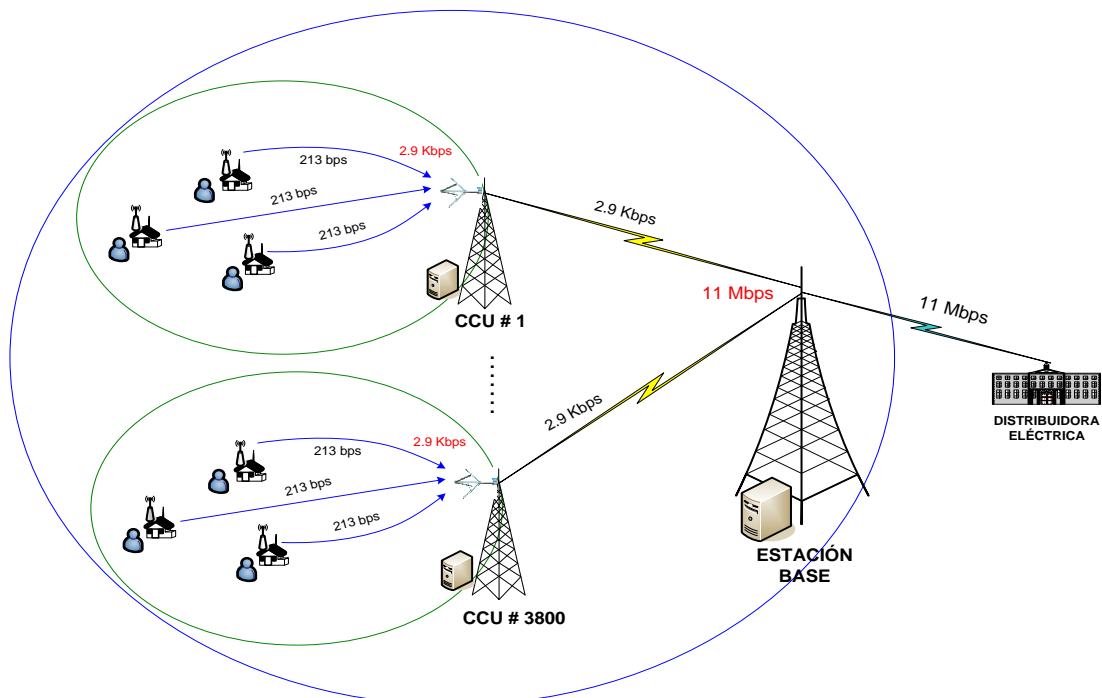 213 bps
2.9 Kbps
213 bps
213 bps
CCU # 1
2.9 Kbps
11 Mbps
11 Mbps
DISTRIBUIDORA
ELÉCTRICA
2.9 Kbps
213 bps
2.9 Kbps
213 bps
213 bps
CCU # 3800
ESTACIÓN
BASE